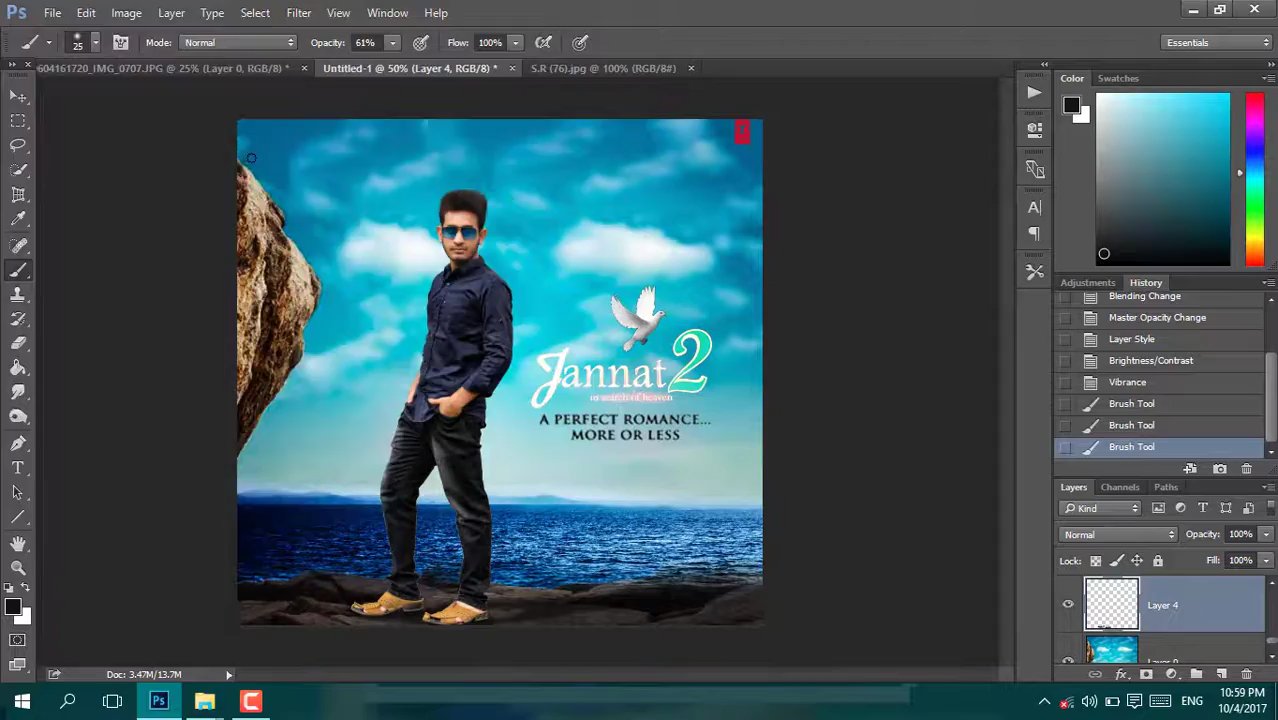 Ps File Edit Image Layer Type Select Filter View Window Help
25 Mode: Normal Opacity: 61% Flow: 100% Essentials
604161720_IMG_0707.JPG @ 25% (Layer 0, RGB/8) * Untitled-1 @ 50% (Layer 4, RGB/8) * S.R (76).jpg @ 100% (RGB/8#)
Color Swatches
Jannat 2
in search of heaven
A PERFECT ROMANCE...
MORE OR LESS
Adjustments History
Blending Change
Master Opacity Change
Layer Style
Brightness/Contrast
Vibrance
Brush Tool
Brush Tool
Brush Tool
Layers Channels Paths
Kind
Normal Opacity: 100%
Lock: Fill: 100%
Layer 4
Doc: 3.47M/13.7M
Ps ENG 10:59 PM
10/4/2017